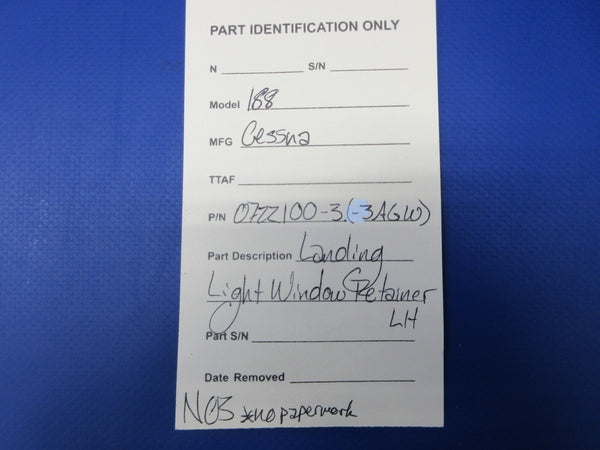 PART IDENTIFICATION ONLY
N S/N
Model 188
MFG Cessna
TTAF
P/N 0722100-3 (-3AGW)
Part Description Landing
Light Window Retainer
LH
Part S/N
Date Removed
NOS *no paperwork